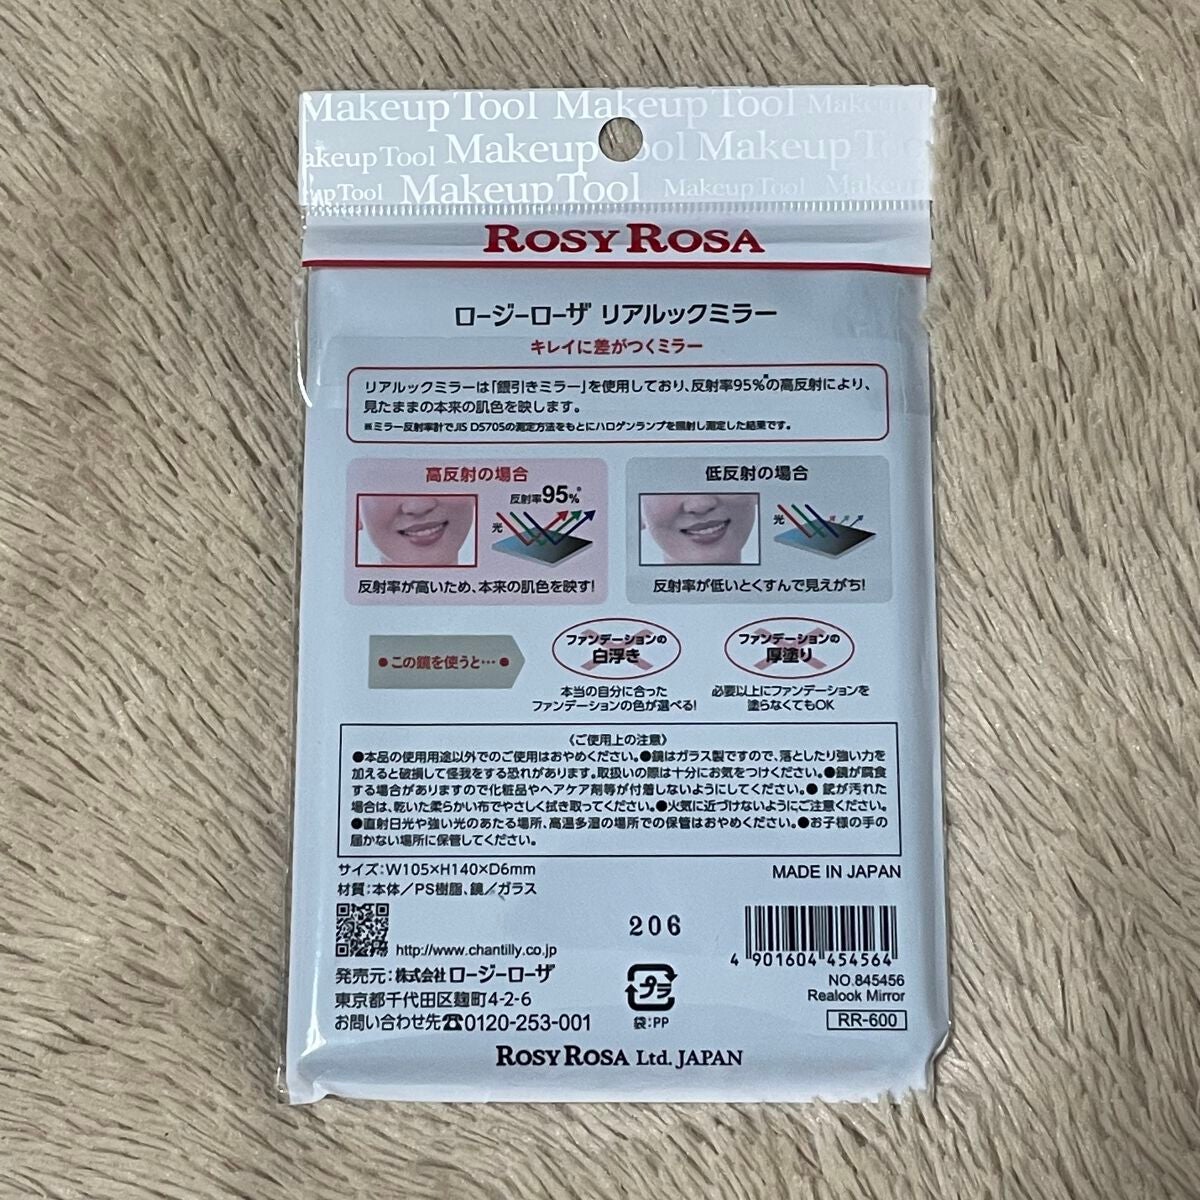 Makeup Tool Makeup Tool Makeup
akeup Tool Makeup Tool Makeup To
up Tool Makeup Tool Makeup Tool Makeup
ROSY ROSA
ロージーローザ リアルックミラー
キレイに差がつくミラー
リアルックミラーは「銀引きミラー」を使用しており、反射率95%※の高反射により、
見たままの本来の肌色を映します。
※ミラー反射率計でJIS D5705の測定方法をもとにハロゲンランプを照射し測定した結果です。
高反射の場合
反射率95%※
光
反射率が高いため、本来の肌色を映す!
低反射の場合
光
反射率が低いとくすんで見えがち!
●この鏡を使うと…●
ファンデーションの
白浮き
本当の自分に合った
ファンデーションの色が選べる!
ファンデーションの
厚塗り
必要以上にファンデーションを
塗らなくてもOK
〈ご使用上の注意〉
●本品の使用用途以外でのご使用はおやめください。●鏡はガラス製ですので、落としたり強い力を
加えると破損して怪我をする恐れがあります。取扱いの際は十分にお気をつけください。●鏡が腐食
する場合がありますので化粧品やヘアケア剤等が付着しないようにしてください。● 鏡が汚れた
場合は、乾いた柔らかい布でやさしく拭き取ってください。●火気に近づけないようにご注意ください。
●直射日光や強い光のあたる場所、高温多湿の場所での保管はおやめください。●お子様の手の
届かない場所に保管してください。
サイズ:W105×H140×D6mm
材質:本体/PS樹脂、鏡/ガラス
MADE IN JAPAN
http://www.chantilly.co.jp
206
4 901604 454564
発売元:株式会社ロージーローザ
東京都千代田区麹町4-2-6
お問い合わせ先☎0120-253-001
プラ
袋:PP
NO.845456
Realook Mirror
RR-600
ROSY ROSA Ltd. JAPAN